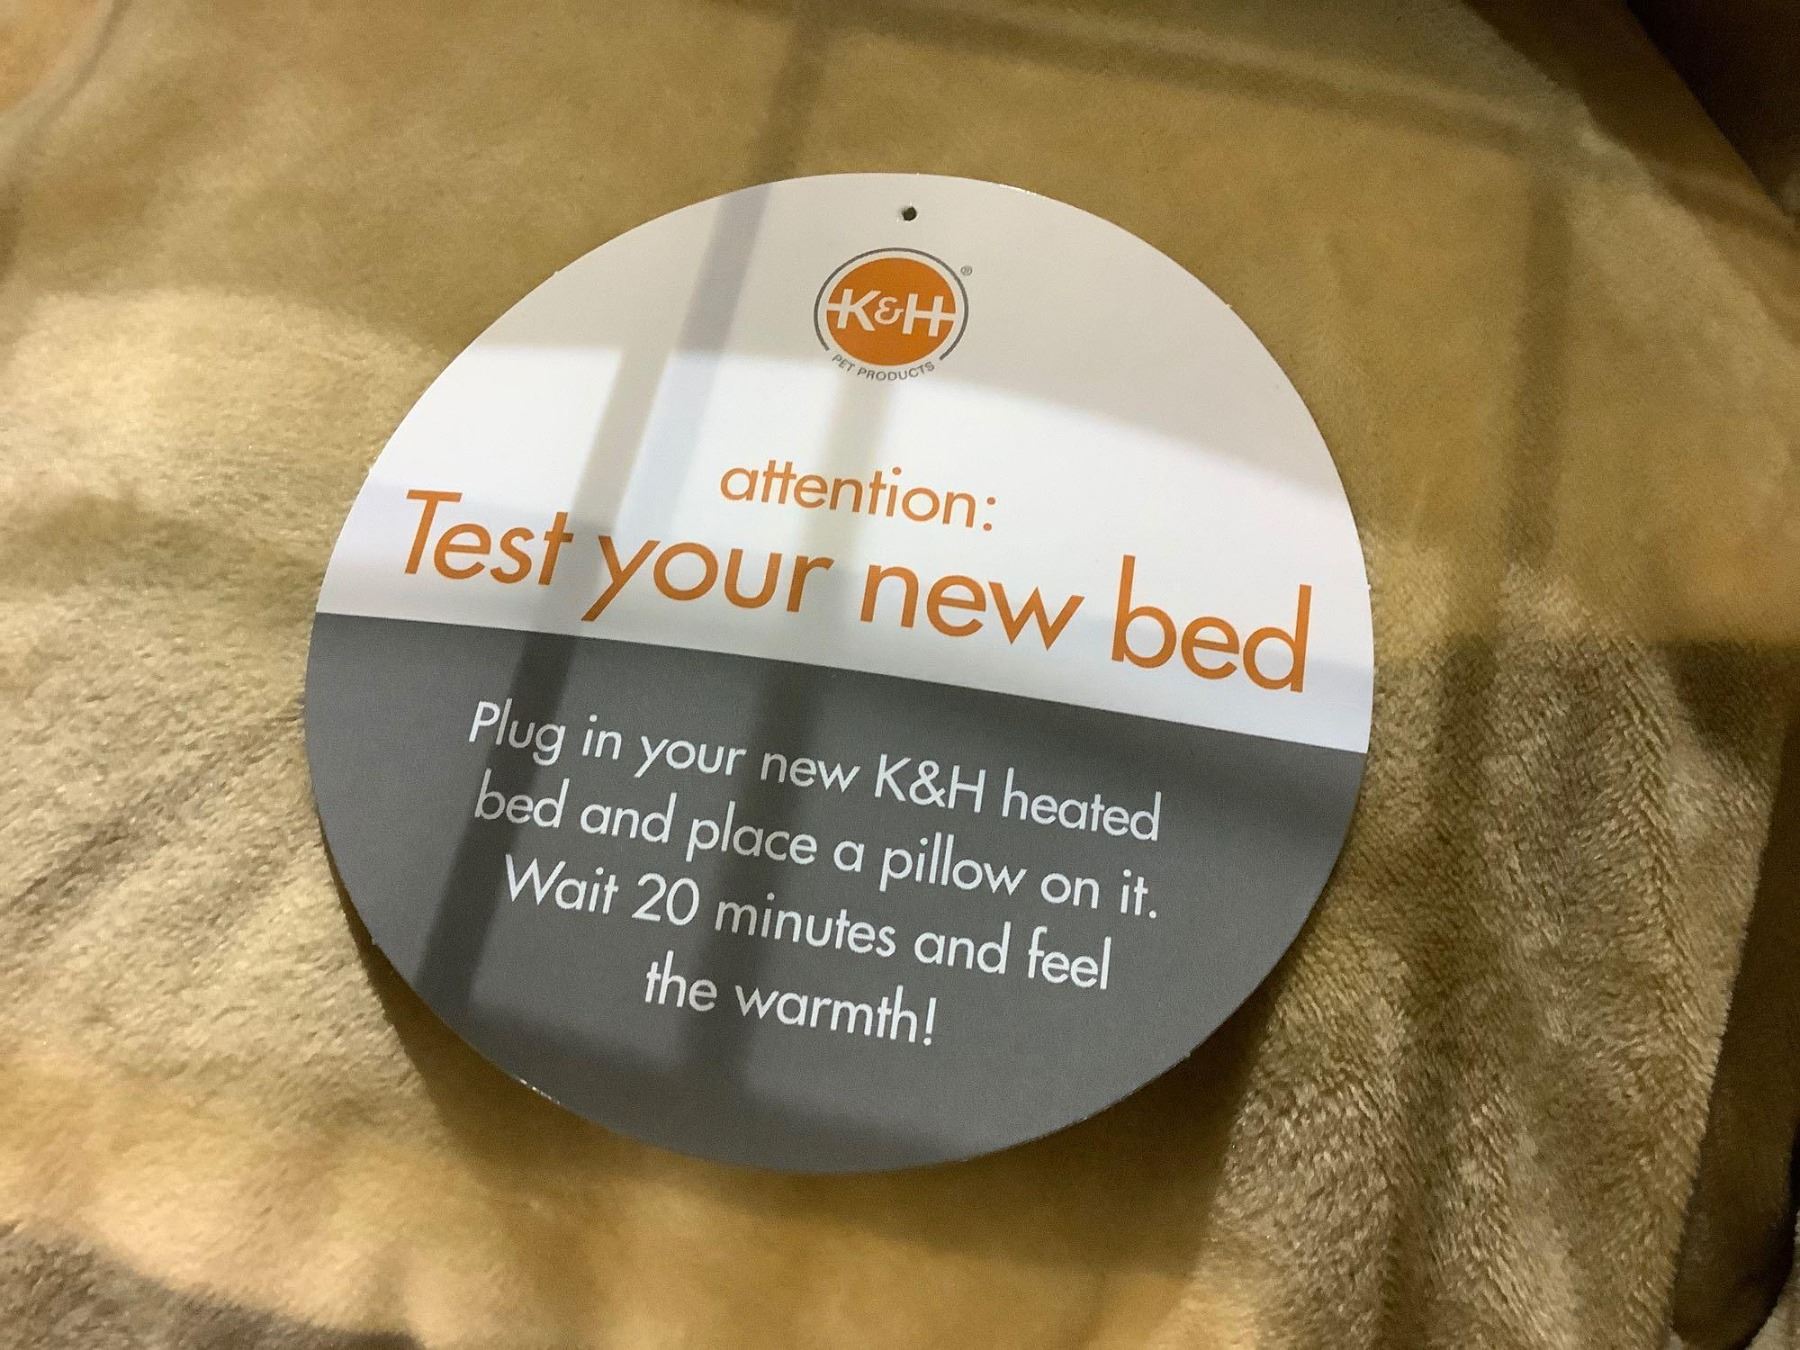 K&H
®
PET PRODUCTS
attention:
Test your new bed
Plug in your new K&H heated
bed and place a pillow on it.
Wait 20 minutes and feel
the warmth!